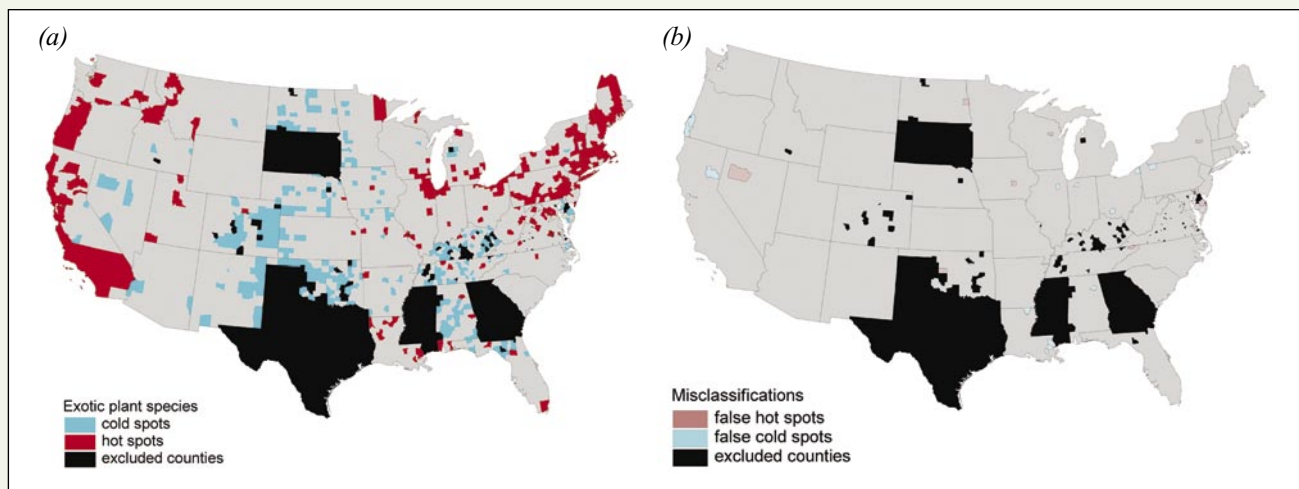 (a)
Exotic plant species
cold spots
hot spots
excluded counties
(b)
Misclassifications
false hot spots
false cold spots
excluded counties